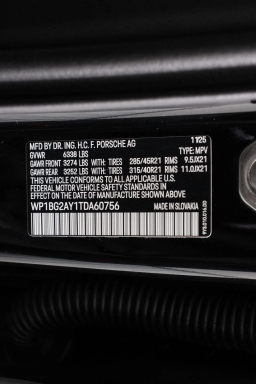 MFD. BY DR. ING. H.C. F. PORSCHE AG 11/25
GVWR 6338 LBS TYPE: MPV
GAWR FRONT 3274 LBS WITH TIRES 285/45R21 RIMS 9.5JX21
GAWR REAR 3252 LBS WITH TIRES 315/40R21 RIMS 11.0JX21
THIS VEHICLE CONFORMS TO ALL APPLICABLE U.S.
FEDERAL MOTOR VEHICLE SAFETY STANDARDS IN
EFFECT ON THE DATE OF MANUFACTURE SHOWN ABOVE.
WP1BG2AY1TDA60756 MADE IN SLOVAKIA